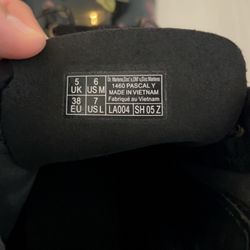 5 UK 6 US M
38 EU 7 US L
Dr. Martens, Doc's, DM's, Doc Martens
1460 PASCAL Y
MADE IN VIETNAM
Fabriqué au Vietnam
LA004 SH 05 Z